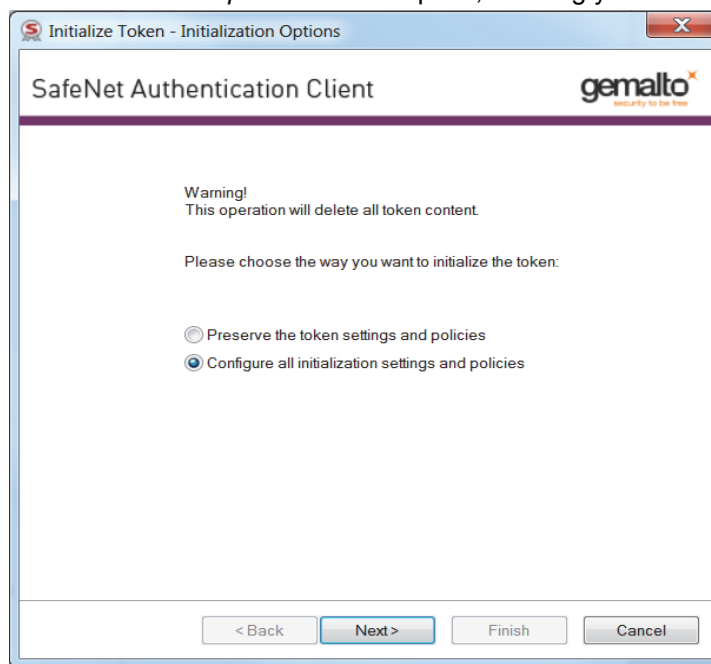 Initialize Token - Initialization Options
SafeNet Authentication Client
gemalto
security to be free
Warning!
This operation will delete all token content.
Please choose the way you want to initialize the token:
Preserve the token settings and policies
Configure all initialization settings and policies
< Back Next > Finish Cancel